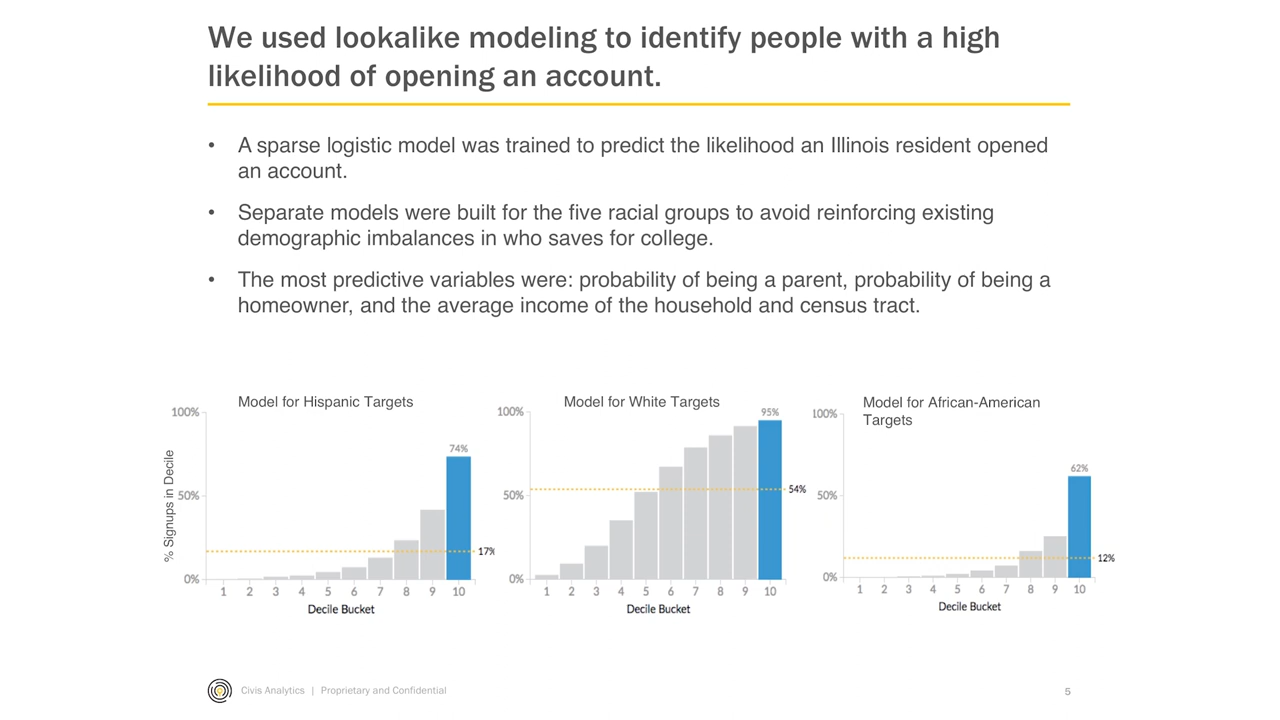 We used lookalike modeling to identify people with a high
likelihood of opening an account.
• A sparse logistic model was trained to predict the likelihood an Illinois resident opened
an account.
• Separate models were built for the five racial groups to avoid reinforcing existing
demographic imbalances in who saves for college.
• The most predictive variables were: probability of being a parent, probability of being a
homeowner, and the average income of the household and census tract.
Model for Hispanic Targets
% Signups in Decile
100%
74%
50%
17%
0%
1 2 3 4 5 6 7 8 9 10
Decile Bucket
Model for White Targets
100%
95%
50%
54%
0%
1 2 3 4 5 6 7 8 9 10
Decile Bucket
Model for African-American
Targets
100%
62%
50%
12%
0%
1 2 3 4 5 6 7 8 9 10
Decile Bucket
Civis Analytics | Proprietary and Confidential
5